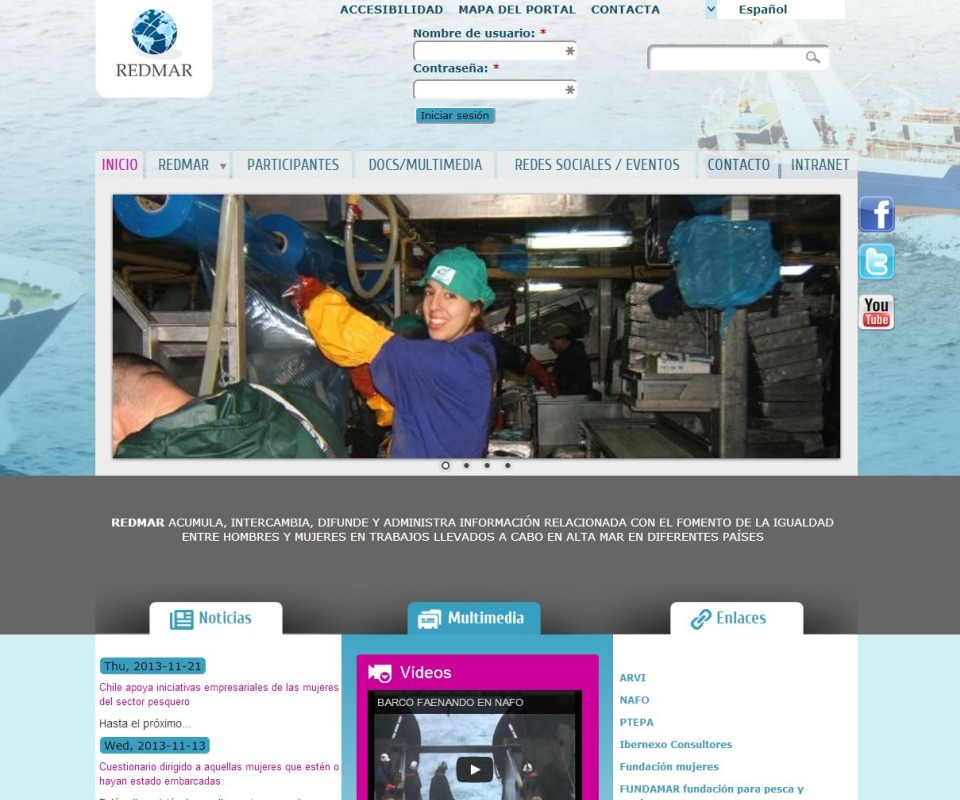 ACCESIBILIDAD MAPA DEL PORTAL CONTACTA Español
REDMAR
Nombre de usuario: *
Contraseña: *
Iniciar sesión
INICIO REDMAR PARTICIPANTES DOCS/MULTIMEDIA REDES SOCIALES / EVENTOS CONTACTO INTRANET
f
t
You
Tube
REDMAR ACUMULA, INTERCAMBIA, DIFUNDE Y ADMINISTRA INFORMACIÓN RELACIONADA CON EL FOMENTO DE LA IGUALDAD
ENTRE HOMBRES Y MUJERES EN TRABAJOS LLEVADOS A CABO EN ALTA MAR EN DIFERENTES PAÍSES
Noticias
Thu, 2013-11-21
Chile apoya iniciativas empresariales de las mujeres
del sector pesquero
Hasta el próximo...
Wed, 2013-11-13
Cuestionario dirigido a aquellas mujeres que estén o
hayan estado embarcadas.
Multimedia
Vídeos
BARCO FAENANDO EN NAFO
Enlaces
ARVI
NAFO
PTEPA
Ibernexo Consultores
Fundación mujeres
FUNDAMAR fundación para pesca y